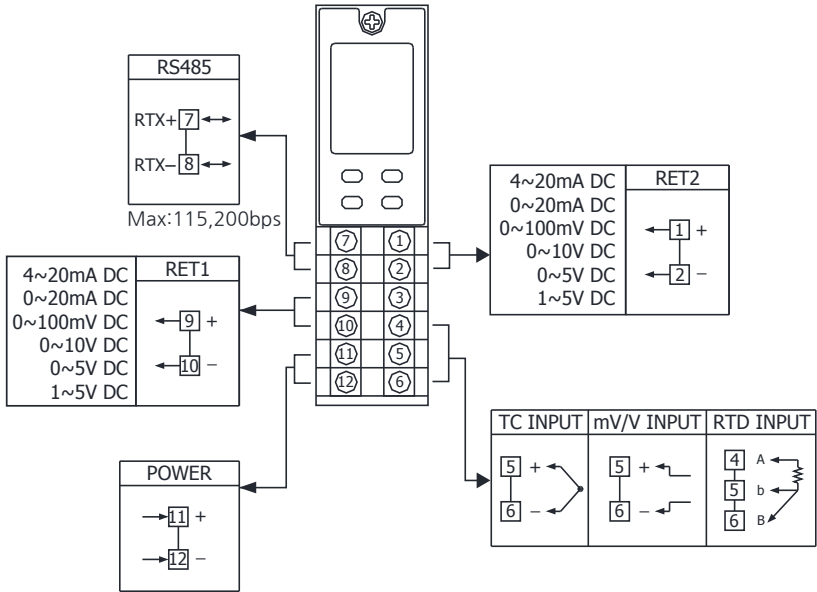 RS485
RTX+ 7
RTX– 8
Max:115,200bps
7 1
8 2
9 3
10 4
11 5
12 6
4~20mA DC
0~20mA DC
0~100mV DC
0~10V DC
0~5V DC
1~5V DC
RET2
1 +
2 –
4~20mA DC
0~20mA DC
0~100mV DC
0~10V DC
0~5V DC
1~5V DC
RET1
9 +
10 –
POWER
11 +
12 –
TC INPUT
5 +
6 –
mV/V INPUT
5 +
6 –
RTD INPUT
4 A
5 b
6 B